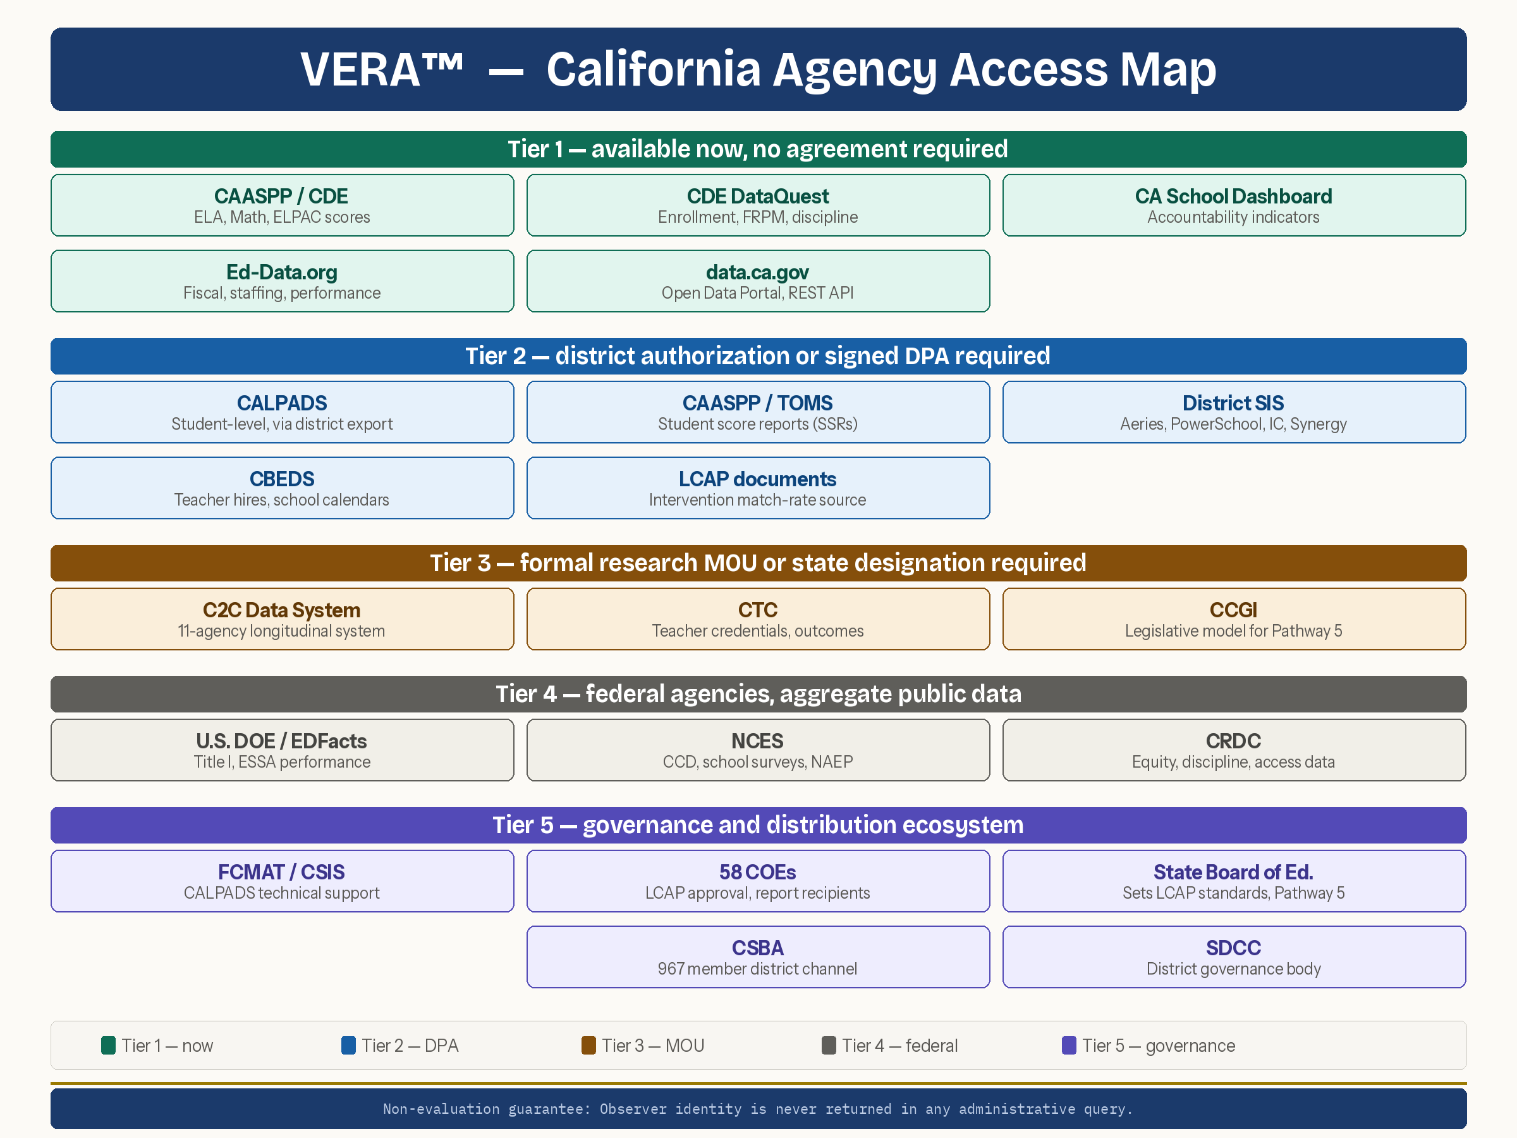 VERA™ — California Agency Access Map
Tier 1 — available now, no agreement required
CAASPP / CDE
ELA, Math, ELPAC scores
CDE DataQuest
Enrollment, FRPM, discipline
CA School Dashboard
Accountability indicators
Ed-Data.org
Fiscal, staffing, performance
data.ca.gov
Open Data Portal, REST API
Tier 2 — district authorization or signed DPA required
CALPADS
Student-level, via district export
CAASPP / TOMS
Student score reports (SSRs)
District SIS
Aeries, PowerSchool, IC, Synergy
CBEDS
Teacher hires, school calendars
LCAP documents
Intervention match-rate source
Tier 3 — formal research MOU or state designation required
C2C Data System
11-agency longitudinal system
CTC
Teacher credentials, outcomes
CCGI
Legislative model for Pathway 5
Tier 4 — federal agencies, aggregate public data
U.S. DOE / EDFacts
Title I, ESSA performance
NCES
CCD, school surveys, NAEP
CRDC
Equity, discipline, access data
Tier 5 — governance and distribution ecosystem
FCMAT / CSIS
CALPADS technical support
58 COEs
LCAP approval, report recipients
State Board of Ed.
Sets LCAP standards, Pathway 5
CSBA
967 member district channel
SDCC
District governance body
Tier 1 — now
Tier 2 — DPA
Tier 3 — MOU
Tier 4 — federal
Tier 5 — governance
Non-evaluation guarantee: Observer identity is never returned in any administrative query.